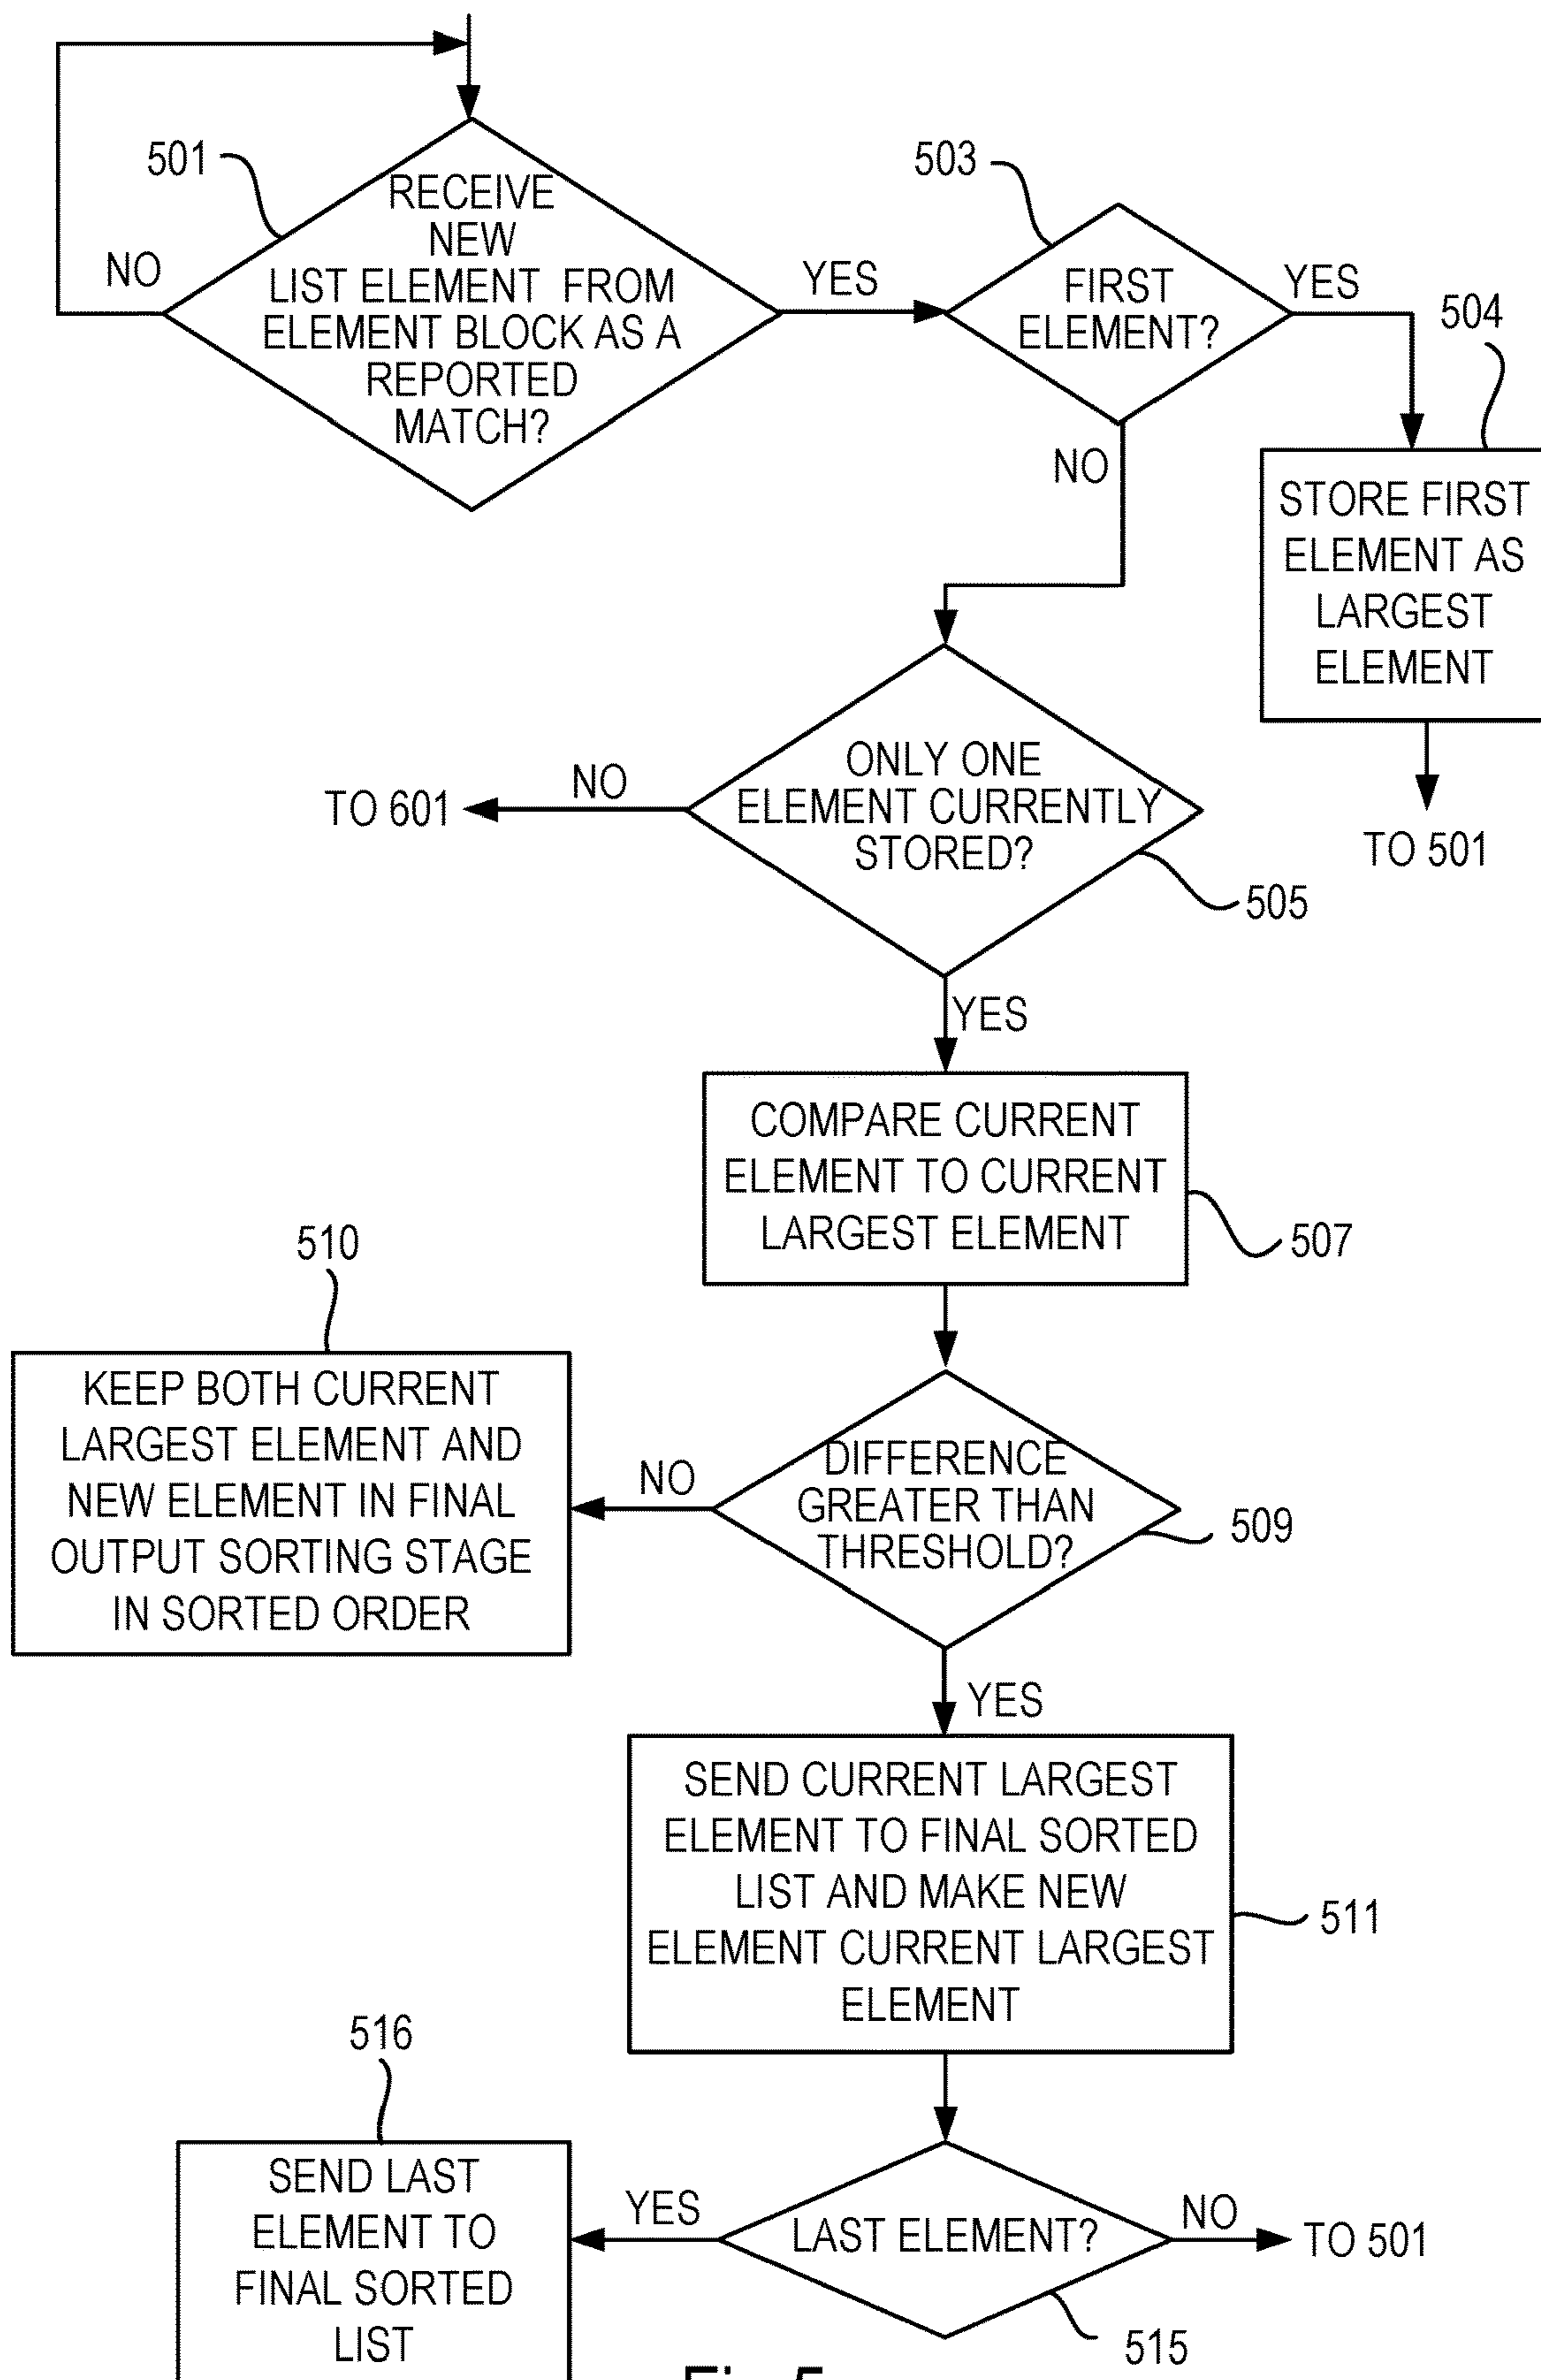 501
RECEIVE
NEW
LIST ELEMENT FROM
ELEMENT BLOCK AS A
REPORTED
MATCH?
NO
YES
503
FIRST
ELEMENT?
YES
NO
504
STORE FIRST
ELEMENT AS
LARGEST
ELEMENT
TO 501
ONLY ONE
ELEMENT CURRENTLY
STORED?
NO
TO 601
505
YES
COMPARE CURRENT
ELEMENT TO CURRENT
LARGEST ELEMENT
507
510
KEEP BOTH CURRENT
LARGEST ELEMENT AND
NEW ELEMENT IN FINAL
OUTPUT SORTING STAGE
IN SORTED ORDER
NO
DIFFERENCE
GREATER THAN
THRESHOLD?
509
YES
SEND CURRENT LARGEST
ELEMENT TO FINAL SORTED
LIST AND MAKE NEW
ELEMENT CURRENT LARGEST
ELEMENT
511
516
SEND LAST
ELEMENT TO
FINAL SORTED
LIST
YES
LAST ELEMENT?
NO
TO 501
515